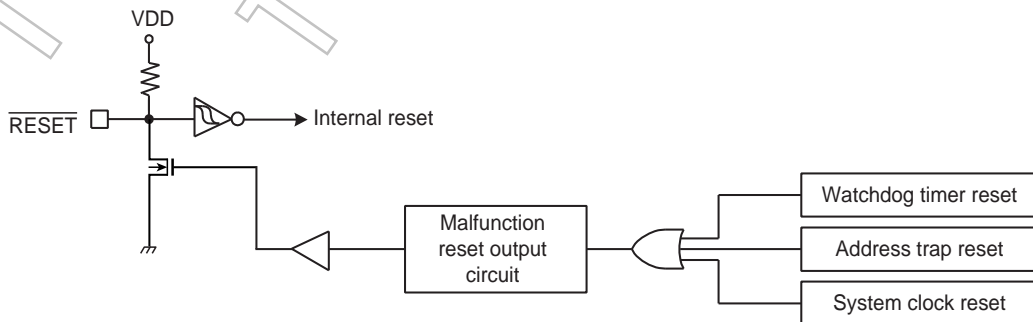 VDD
RESET
Internal reset
Watchdog timer reset
Malfunction
reset output
circuit
Address trap reset
System clock reset